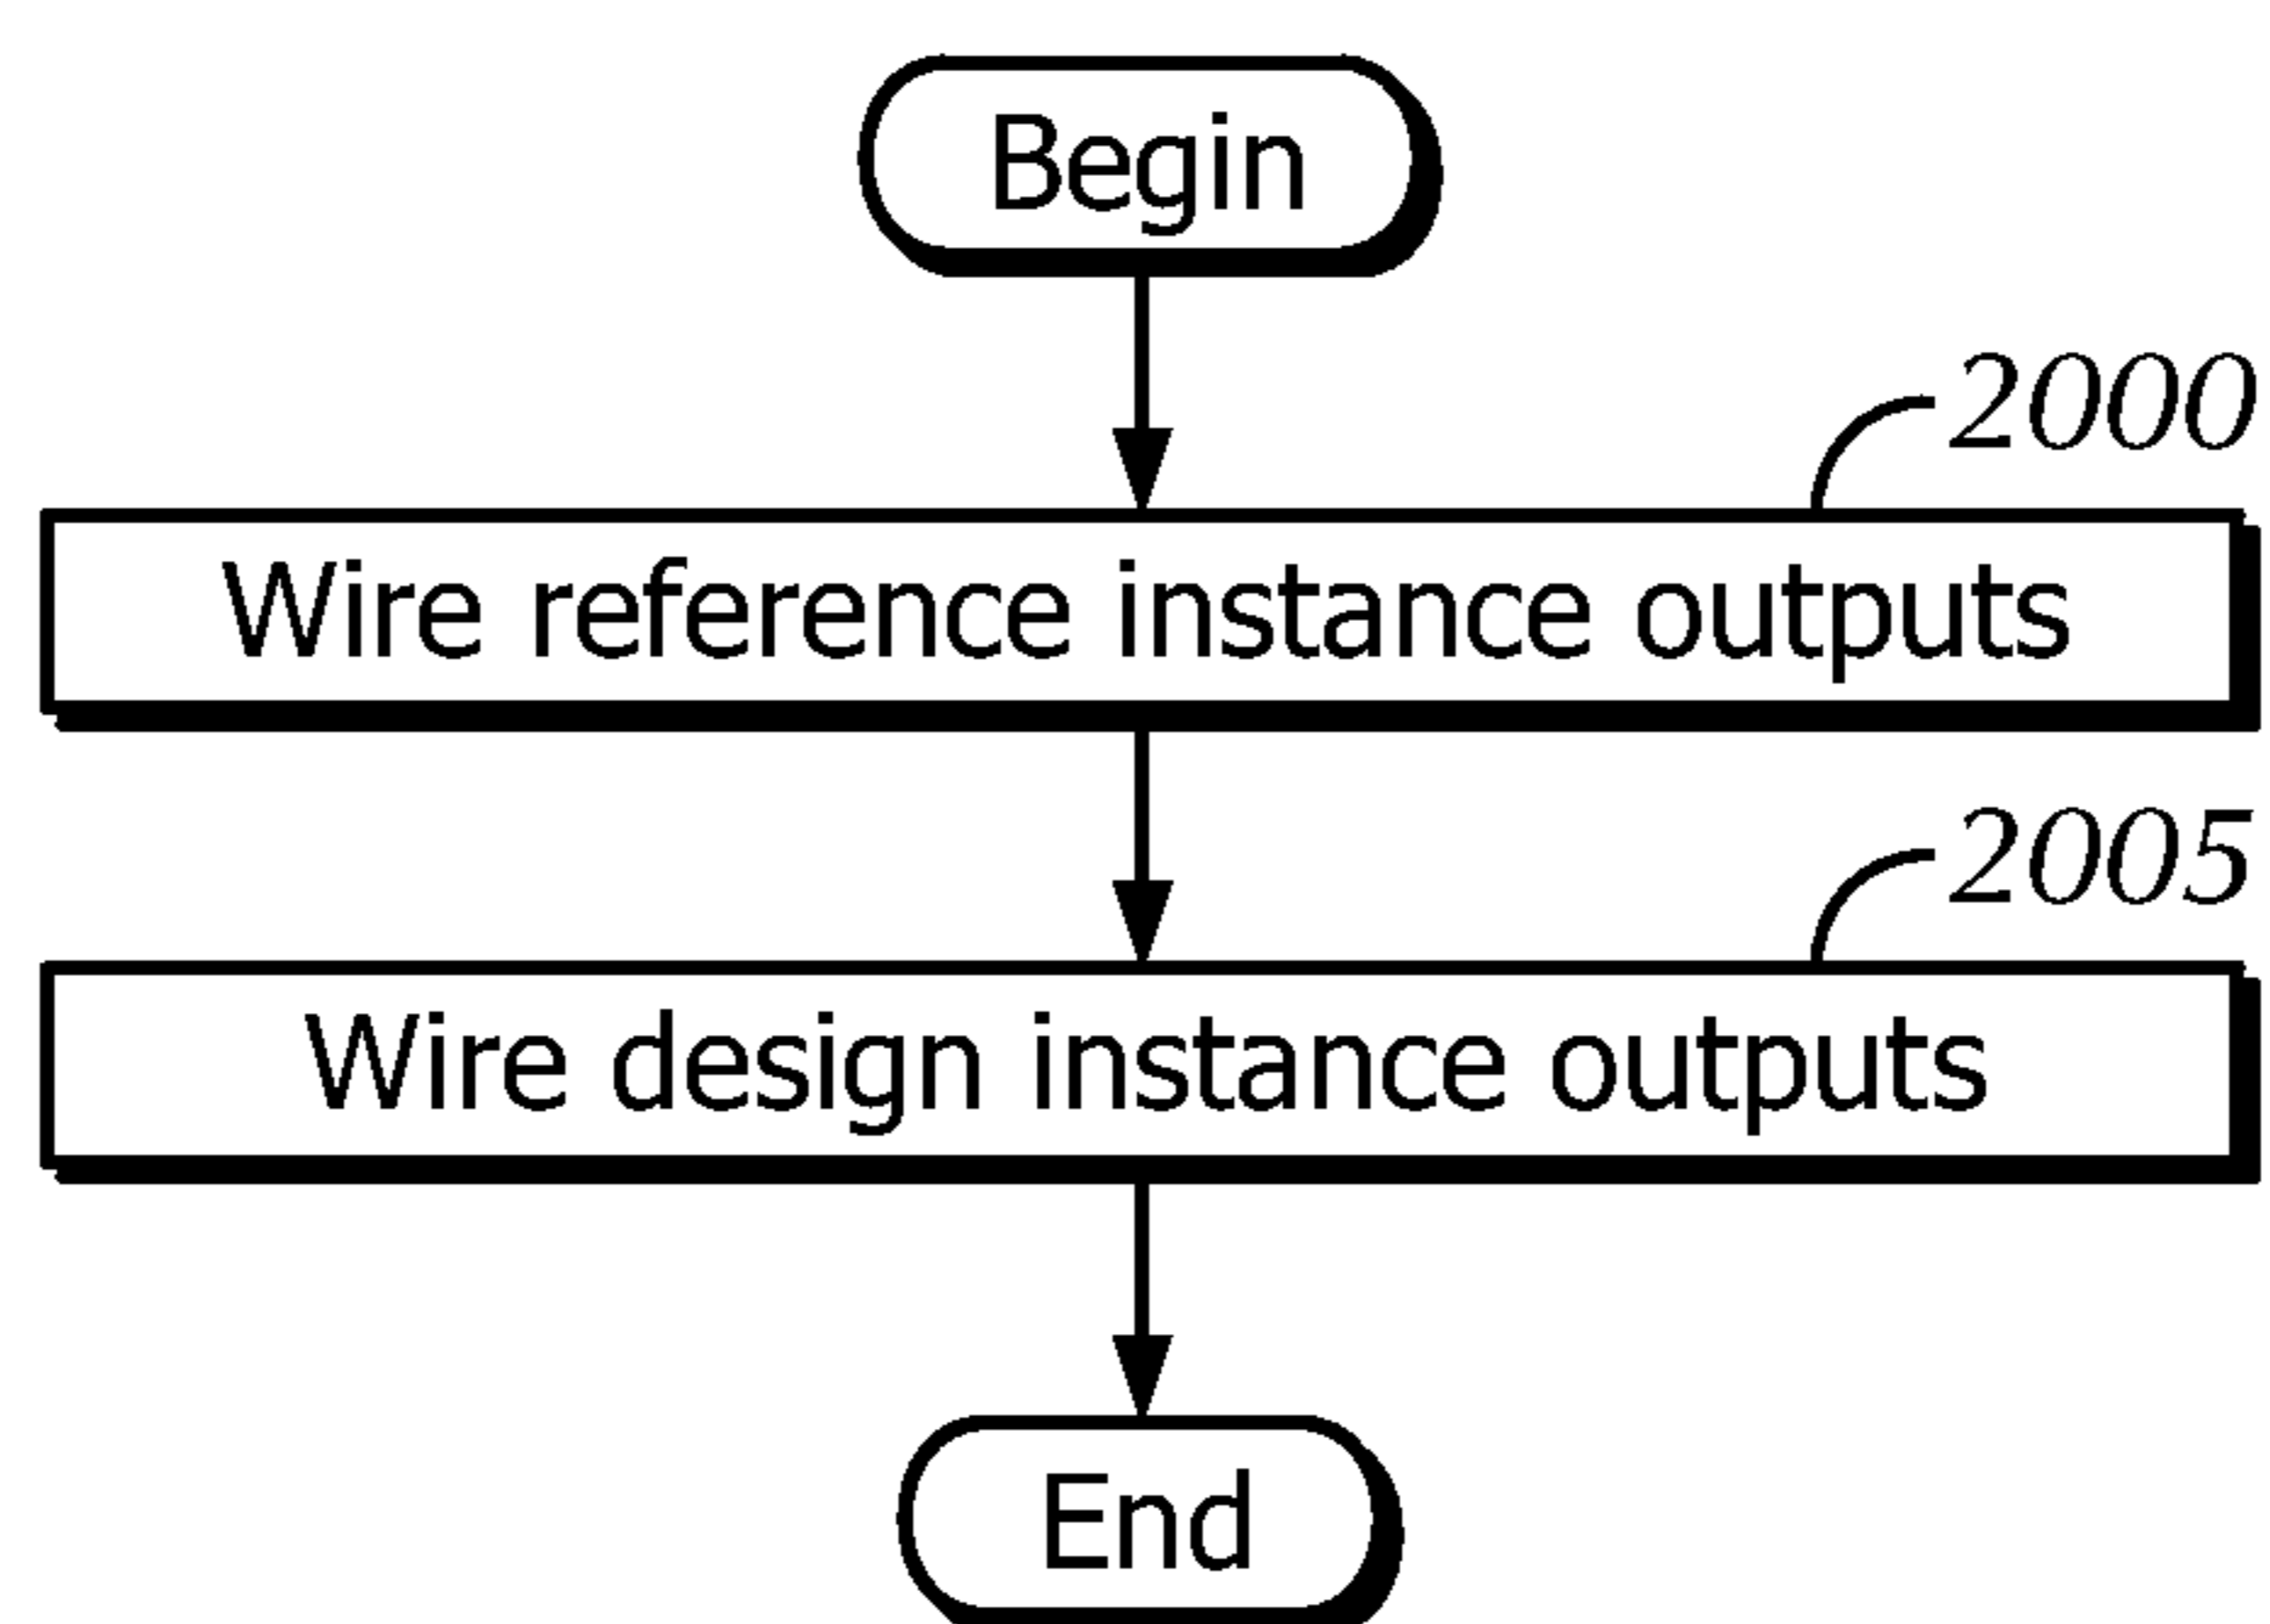 Begin
2000
Wire reference instance outputs
2005
Wire design instance outputs
End